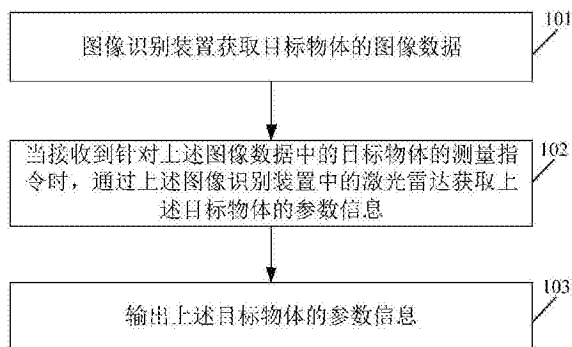 101
图像识别装置获取目标物体的图像数据
102
当接收到针对上述图像数据中的目标物体的测量指
令时，通过上述图像识别装置中的激光雷达获取上
述目标物体的参数信息
103
输出上述目标物体的参数信息